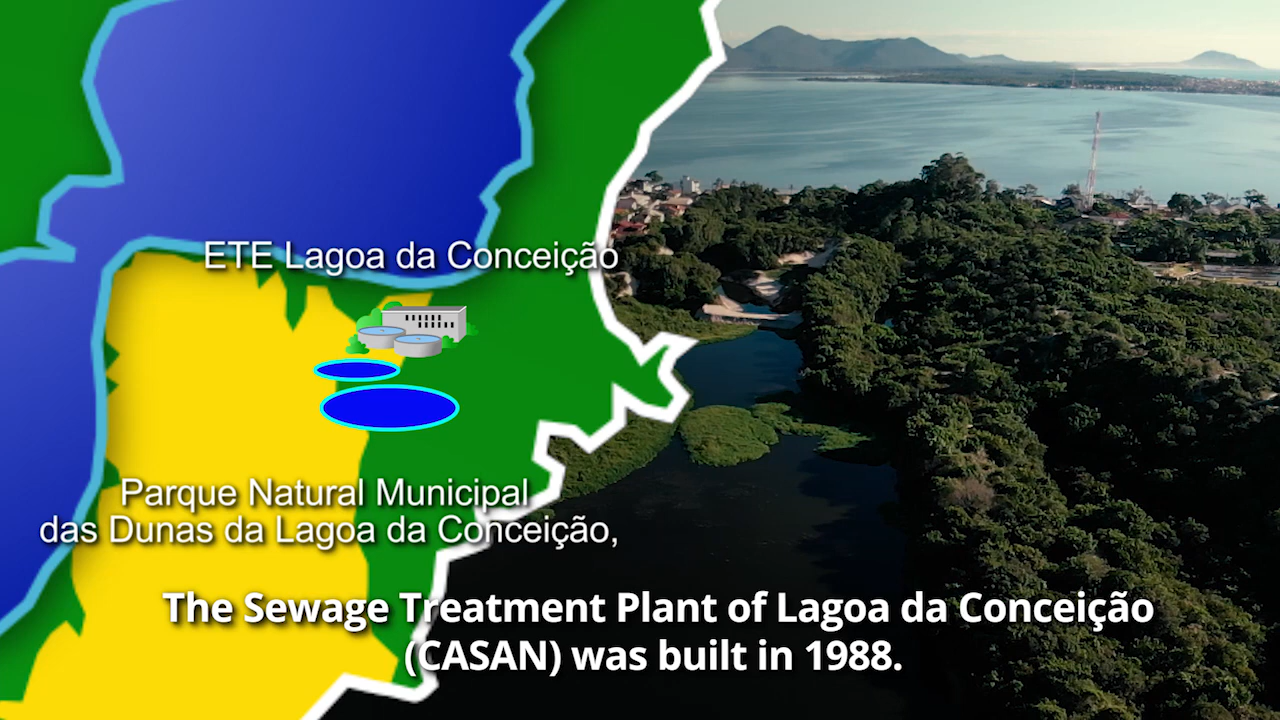 ETE Lagoa da Conceição
Parque Natural Municipal
das Dunas da Lagoa da Conceição,
The Sewage Treatment Plant of Lagoa da Conceição
(CASAN) was built in 1988.